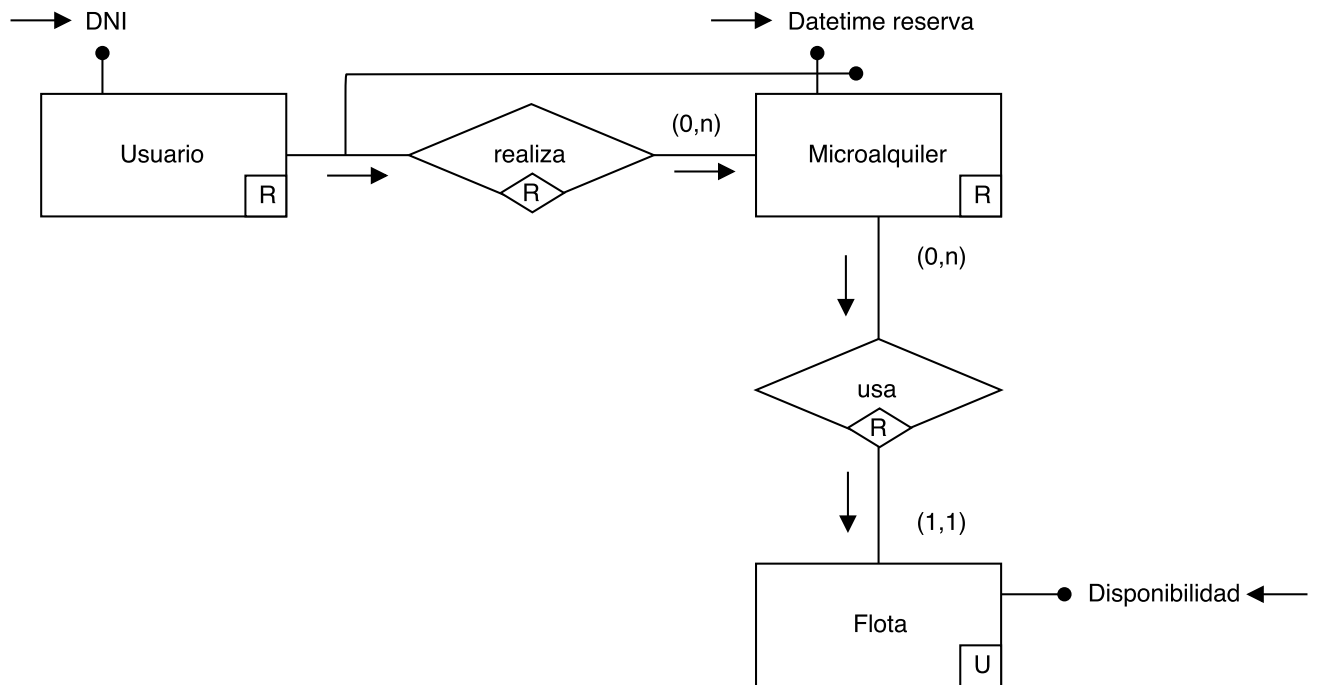 DNI
Datetime reserva
(0,n)
Usuario
realiza
Microalquiler
R
R
R
(0,n)
usa
R
(1,1)
Disponibilidad
Flota
U